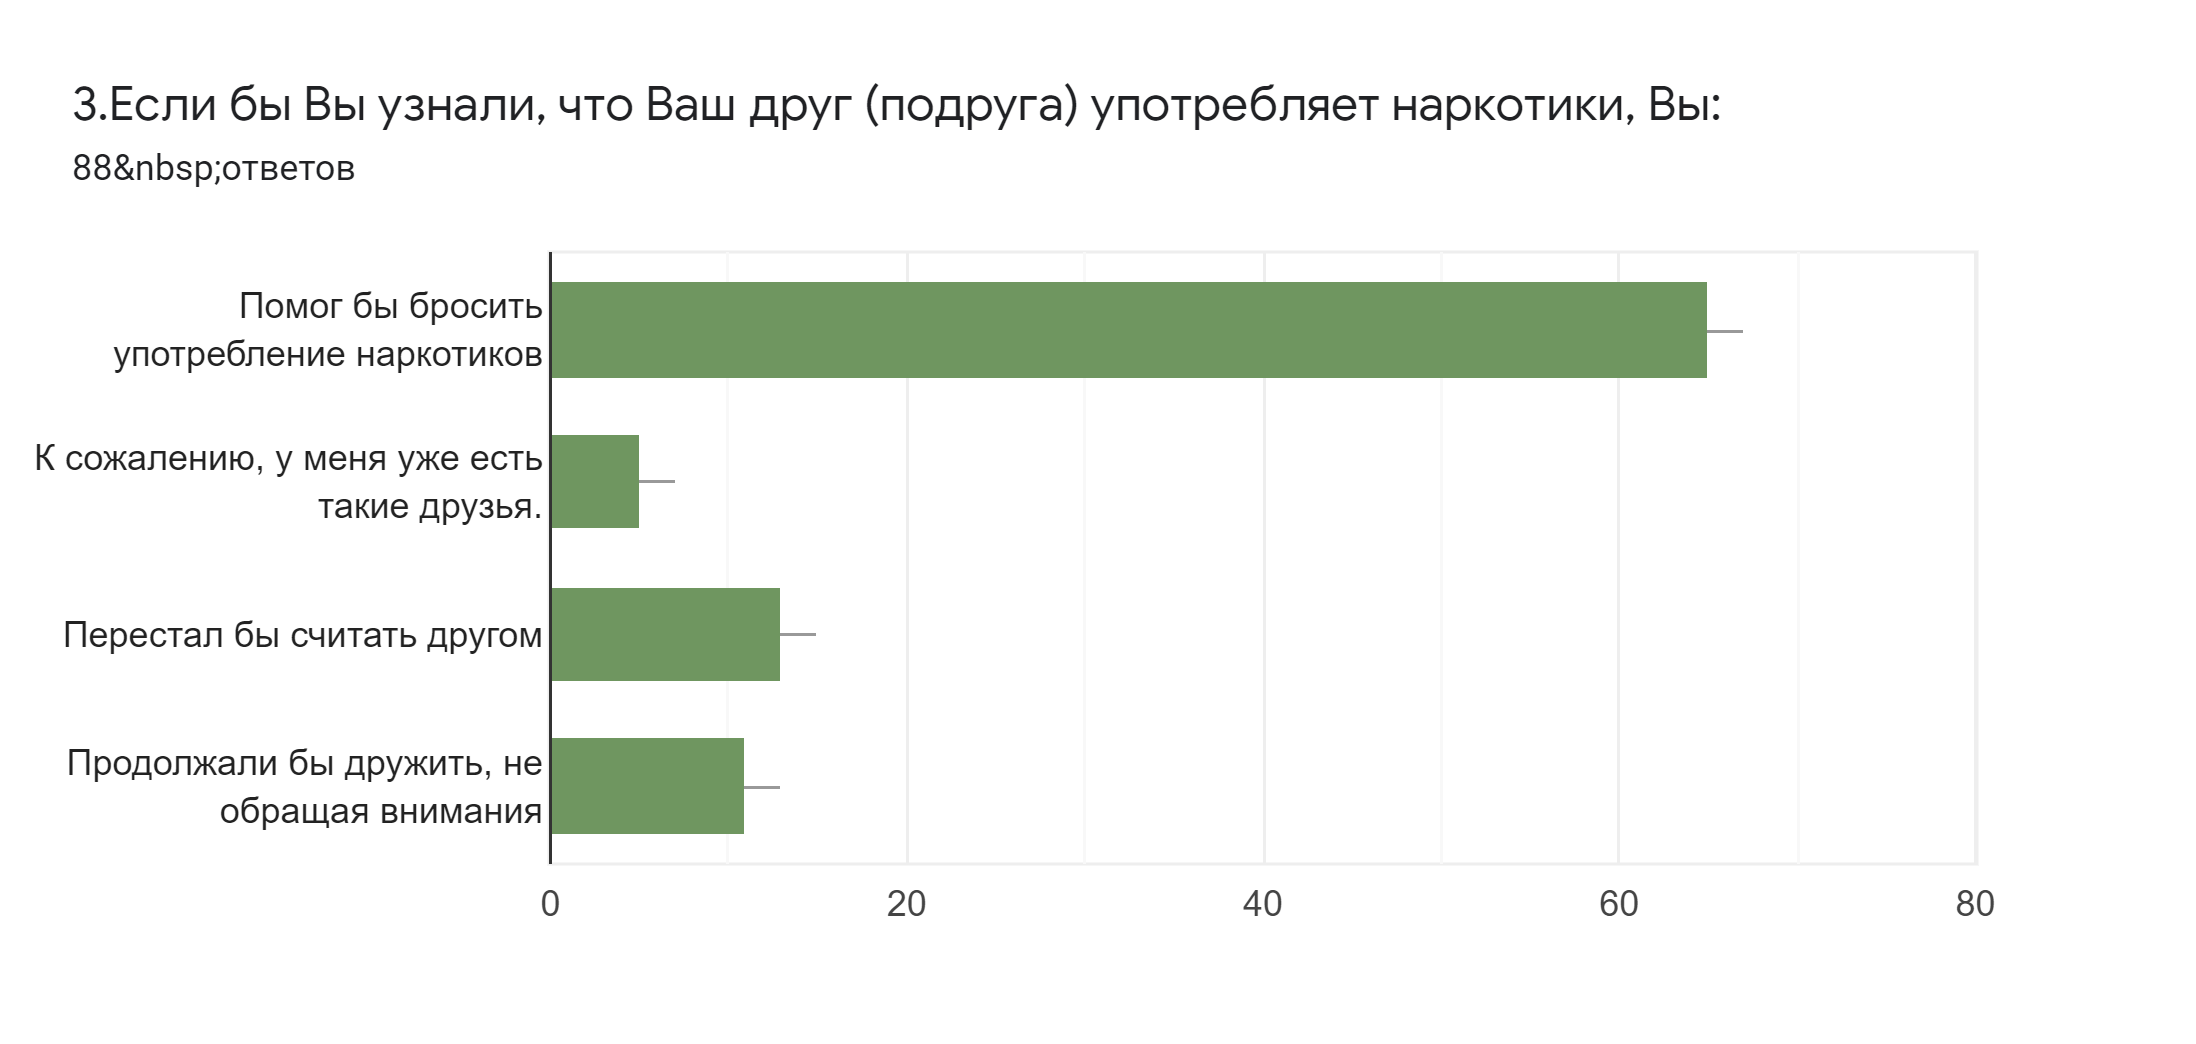 3.Если бы Вы узнали, что Ваш друг (подруга) употребляет наркотики, Вы:
88&nbsp;ответов
Помог бы бросить
употребление наркотиков
К сожалению, у меня уже есть
такие друзья.
Перестал бы считать другом
Продолжали бы дружить, не
обращая внимания
0 20 40 60 80